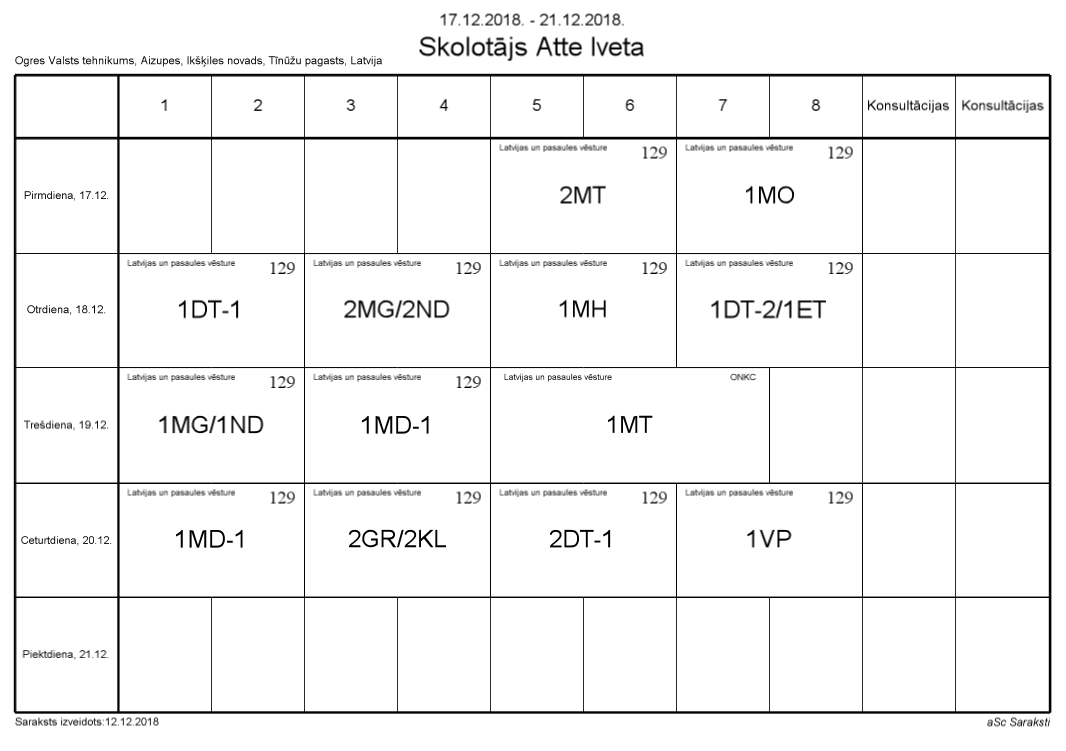 17.12.2018. - 21.12.2018.
Skolotājs Atte Iveta
Ogres Valsts tehnikums, Aizupes, Ikšķiles novads, Tīnūžu pagasts, Latvija
1 2 3 4 5 6 7 8 Konsultācijas Konsultācijas
Pirmdiena, 17.12.
Latvijas un pasaules vēsture 129
2MT
Latvijas un pasaules vēsture 129
1MO
Otrdiena, 18.12.
Latvijas un pasaules vēsture 129
1DT-1
Latvijas un pasaules vēsture 129
2MG/2ND
Latvijas un pasaules vēsture 129
1MH
Latvijas un pasaules vēsture 129
1DT-2/1ET
Trešdiena, 19.12.
Latvijas un pasaules vēsture 129
1MG/1ND
Latvijas un pasaules vēsture 129
1MD-1
Latvijas un pasaules vēsture ONKC
1MT
Ceturtdiena, 20.12.
Latvijas un pasaules vēsture 129
1MD-1
Latvijas un pasaules vēsture 129
2GR/2KL
Latvijas un pasaules vēsture 129
2DT-1
Latvijas un pasaules vēsture 129
1VP
Piektdiena, 21.12.
Saraksts izveidots:12.12.2018
aSc Saraksti